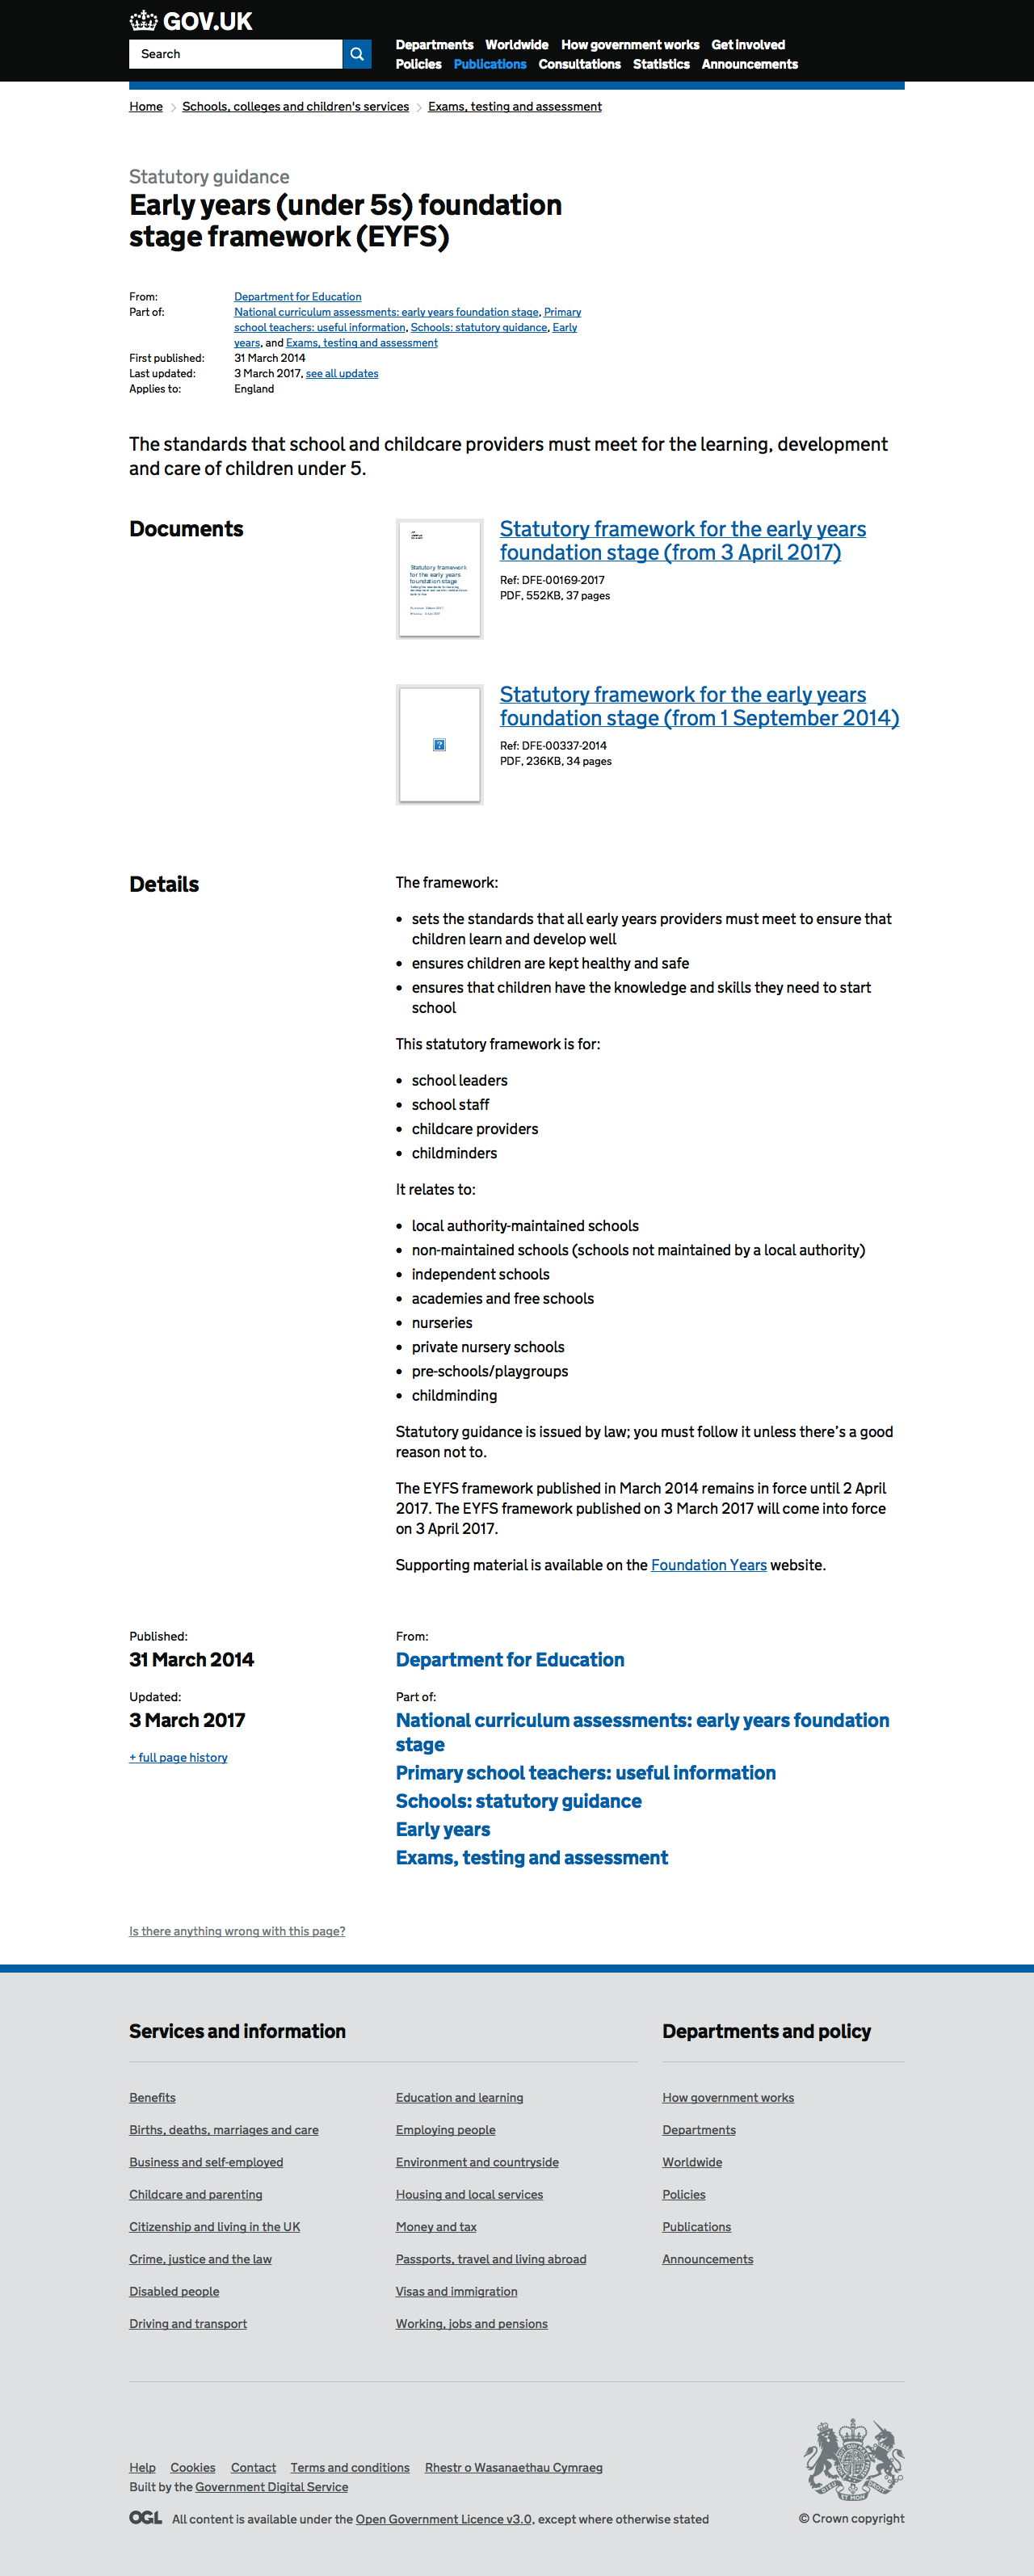 GOV.UK
Search
Departments Worldwide How government works Get involved
Policies Publications Consultations Statistics Announcements
Home Schools, colleges and children's services Exams, testing and assessment
Statutory guidance
Early years (under 5s) foundation
stage framework (EYFS)
From: Department for Education
Part of: National curriculum assessments: early years foundation stage, Primary
school teachers: useful information, Schools: statutory guidance, Early
years, and Exams, testing and assessment
First published: 31 March 2014
Last updated: 3 March 2017, see all updates
Applies to: England
The standards that school and childcare providers must meet for the learning, development
and care of children under 5.
Documents
Statutory framework
for the early years
foundation stage
Statutory framework for the early years
foundation stage (from 3 April 2017)
Ref: DFE-00169-2017
PDF, 552KB, 37 pages
Statutory framework for the early years
foundation stage (from 1 September 2014)
Ref: DFE-00337-2014
PDF, 236KB, 34 pages
Details
The framework:
• sets the standards that all early years providers must meet to ensure that
children learn and develop well
• ensures children are kept healthy and safe
• ensures that children have the knowledge and skills they need to start
school
This statutory framework is for:
• school leaders
• school staff
• childcare providers
• childminders
It relates to:
• local authority-maintained schools
• non-maintained schools (schools not maintained by a local authority)
• independent schools
• academies and free schools
• nurseries
• private nursery schools
• pre-schools/playgroups
• childminding
Statutory guidance is issued by law; you must follow it unless there's a good
reason not to.
The EYFS framework published in March 2014 remains in force until 2 April
2017. The EYFS framework published on 3 March 2017 will come into force
on 3 April 2017.
Supporting material is available on the Foundation Years website.
Published:
31 March 2014
Updated:
3 March 2017
+ full page history
From:
Department for Education
Part of:
National curriculum assessments: early years foundation
stage
Primary school teachers: useful information
Schools: statutory guidance
Early years
Exams, testing and assessment
Is there anything wrong with this page?
Services and information
Benefits
Births, deaths, marriages and care
Business and self-employed
Childcare and parenting
Citizenship and living in the UK
Crime, justice and the law
Disabled people
Driving and transport
Education and learning
Employing people
Environment and countryside
Housing and local services
Money and tax
Passports, travel and living abroad
Visas and immigration
Working, jobs and pensions
Departments and policy
How government works
Departments
Worldwide
Policies
Publications
Announcements
Help Cookies Contact Terms and conditions Rhestr o Wasanaethau Cymraeg
Built by the Government Digital Service
OGL All content is available under the Open Government Licence v3.0, except where otherwise stated
© Crown copyright